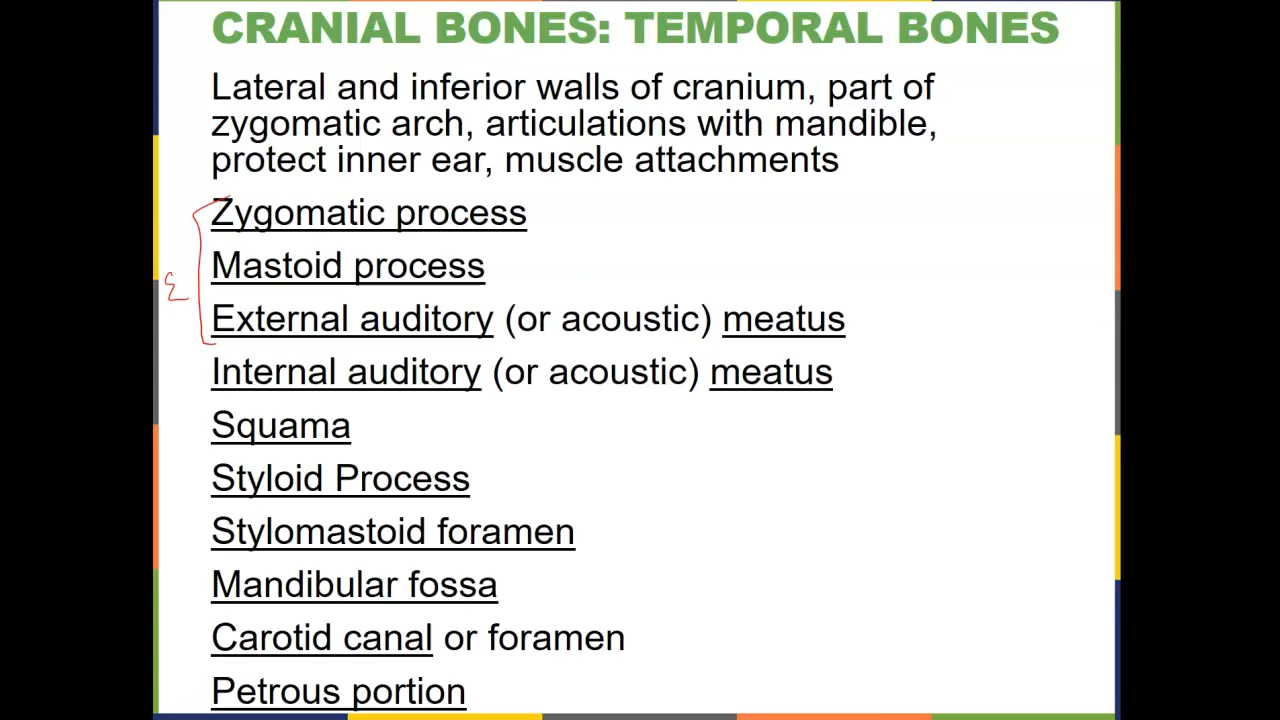 CRANIAL BONES: TEMPORAL BONES
Lateral and inferior walls of cranium, part of
zygomatic arch, articulations with mandible,
protect inner ear, muscle attachments
Zygomatic process
Mastoid process
External auditory (or acoustic) meatus
Internal auditory (or acoustic) meatus
Squama
Styloid Process
Stylomastoid foramen
Mandibular fossa
Carotid canal or foramen
Petrous portion